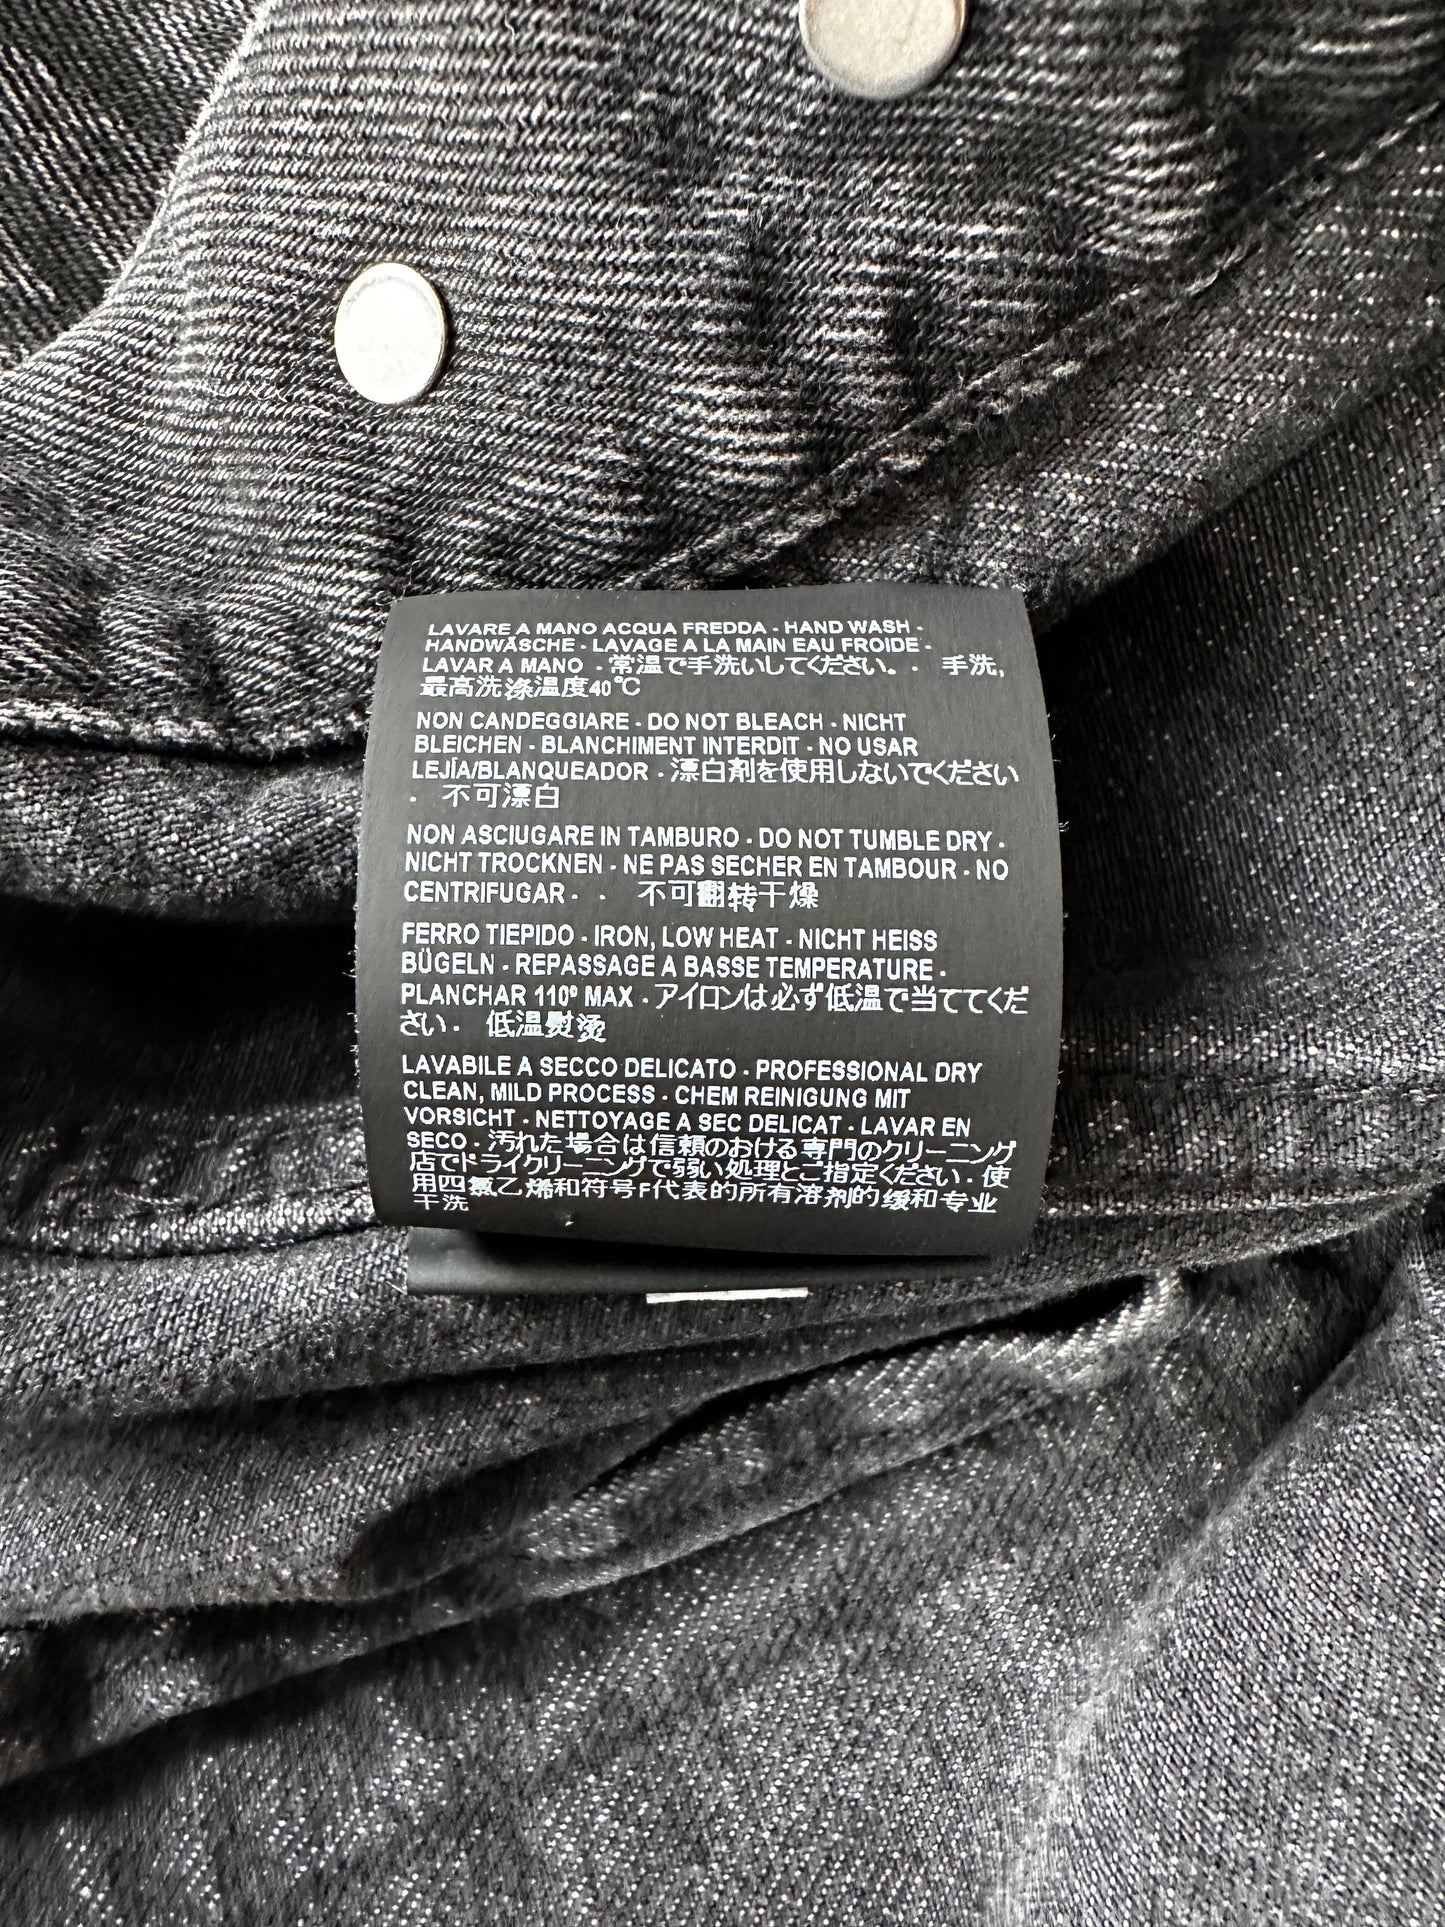 LAVARE A MANO ACQUA FREDDA - HAND WASH -
HANDWÄSCHE - LAVAGE A LA MAIN EAU FROIDE -
LAVAR A MANO - 常温で手洗いしてください。 - 手洗,
最高洗涤温度40℃
NON CANDEGGIARE - DO NOT BLEACH - NICHT
BLEICHEN - BLANCHIMENT INTERDIT - NO USAR
LEJÍA/BLANQUEADOR - 漂白剤を使用しないでください
- 不可漂白
NON ASCIUGARE IN TAMBURO - DO NOT TUMBLE DRY -
NICHT TROCKNEN - NE PAS SECHER EN TAMBOUR - NO
CENTRIFUGAR - - 不可翻转干燥
FERRO TIEPIDO - IRON, LOW HEAT - NICHT HEISS
BÜGELN - REPASSAGE A BASSE TEMPERATURE -
PLANCHAR 110º MAX - アイロンは必ず低温で当ててくだ
さい - 低温熨烫
LAVABILE A SECCO DELICATO - PROFESSIONAL DRY
CLEAN, MILD PROCESS - CHEM REINIGUNG MIT
VORSICHT - NETTOYAGE A SEC DELICAT - LAVAR EN
SECO - 汚れた場合は信頼のおける専門のクリーニング
店でドライクリーニングで弱い処理とご指定ください - 使
用四氯乙烯和符号F代表的所有溶剂的缓和专业
干洗